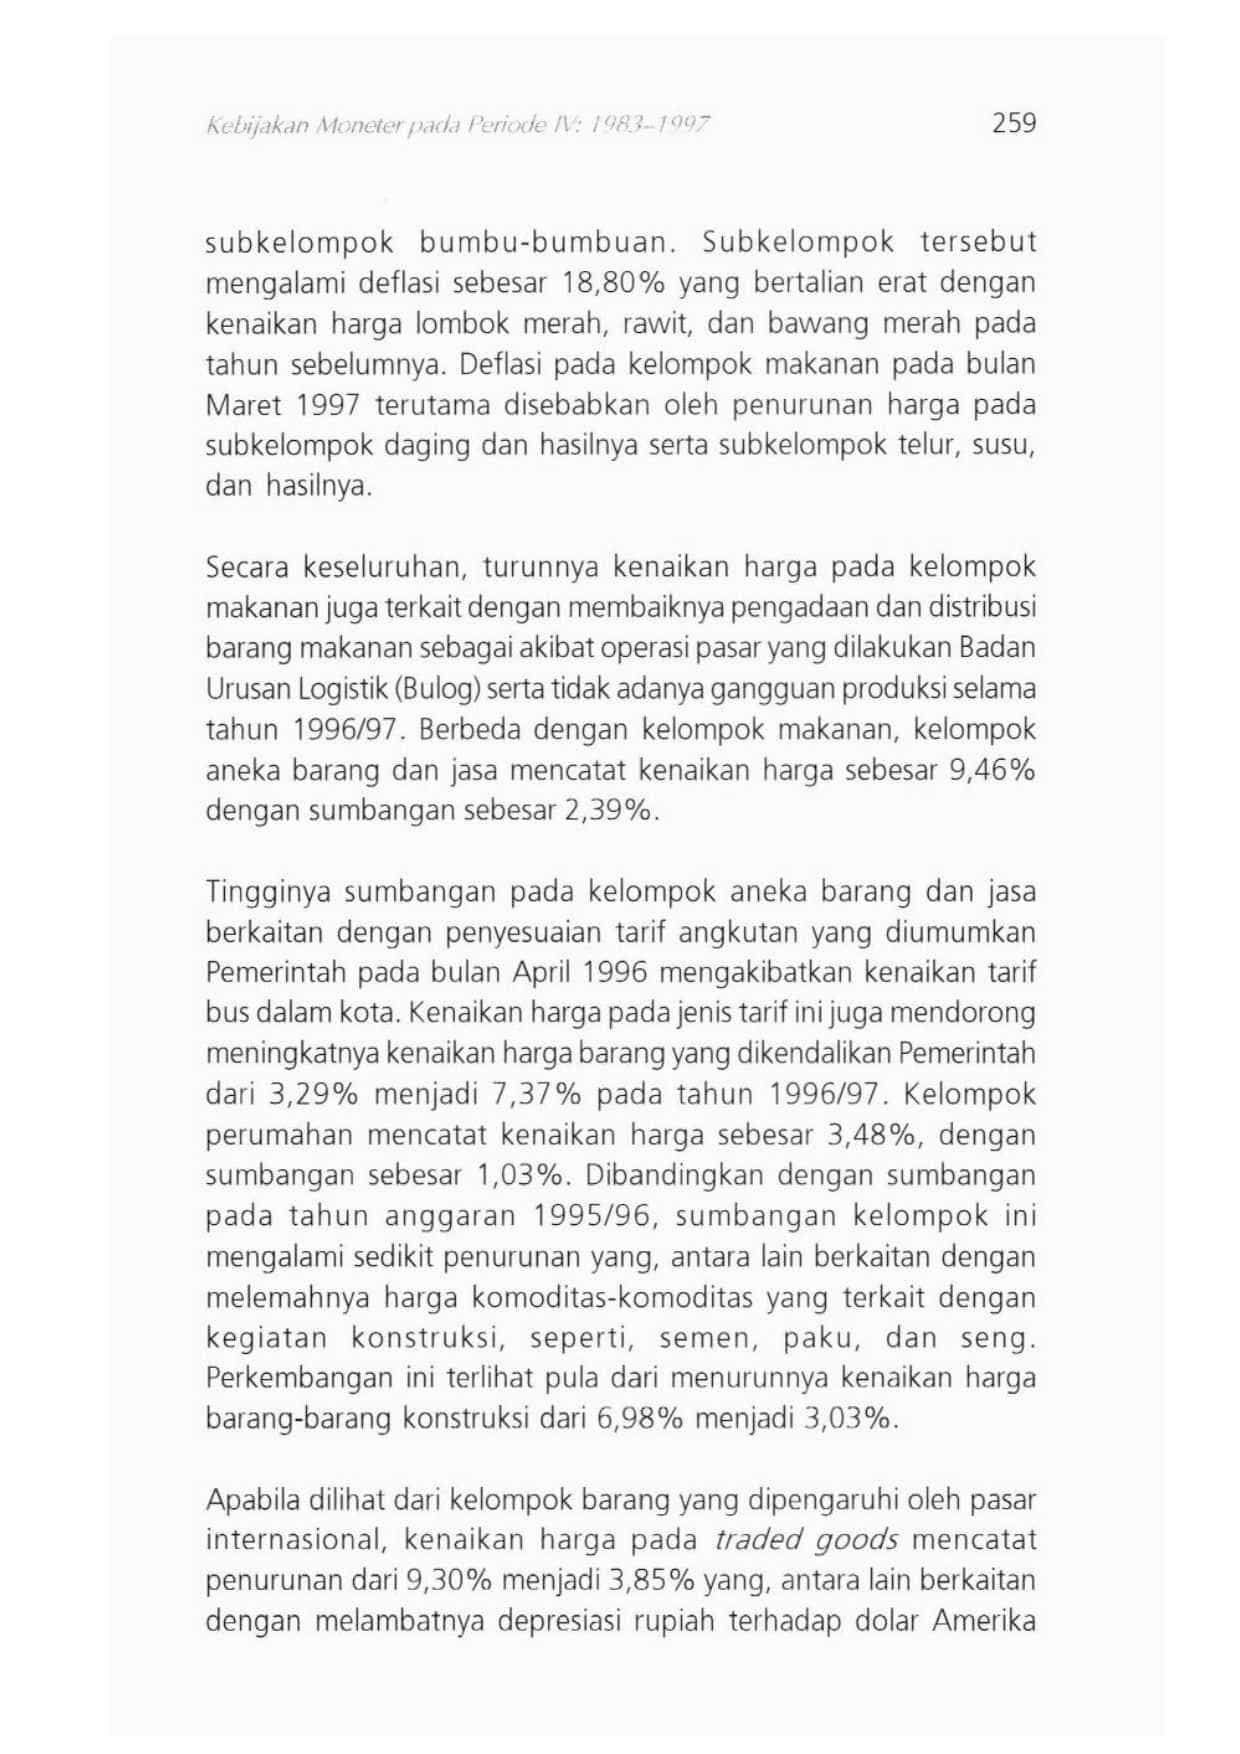 Kebijakan Moneter pada Periode IV: 1983–1997 259
subkelompok bumbu-bumbuan. Subkelompok tersebut
mengalami deflasi sebesar 18,80% yang bertalian erat dengan
kenaikan harga lombok merah, rawit, dan bawang merah pada
tahun sebelumnya. Deflasi pada kelompok makanan pada bulan
Maret 1997 terutama disebabkan oleh penurunan harga pada
subkelompok daging dan hasilnya serta subkelompok telur, susu,
dan hasilnya.
Secara keseluruhan, turunnya kenaikan harga pada kelompok
makanan juga terkait dengan membaiknya pengadaan dan distribusi
barang makanan sebagai akibat operasi pasar yang dilakukan Badan
Urusan Logistik (Bulog) serta tidak adanya gangguan produksi selama
tahun 1996/97. Berbeda dengan kelompok makanan, kelompok
aneka barang dan jasa mencatat kenaikan harga sebesar 9,46%
dengan sumbangan sebesar 2,39%.
Tingginya sumbangan pada kelompok aneka barang dan jasa
berkaitan dengan penyesuaian tarif angkutan yang diumumkan
Pemerintah pada bulan April 1996 mengakibatkan kenaikan tarif
bus dalam kota. Kenaikan harga pada jenis tarif ini juga mendorong
meningkatnya kenaikan harga barang yang dikendalikan Pemerintah
dari 3,29% menjadi 7,37% pada tahun 1996/97. Kelompok
perumahan mencatat kenaikan harga sebesar 3,48%, dengan
sumbangan sebesar 1,03%. Dibandingkan dengan sumbangan
pada tahun anggaran 1995/96, sumbangan kelompok ini
mengalami sedikit penurunan yang, antara lain berkaitan dengan
melemahnya harga komoditas-komoditas yang terkait dengan
kegiatan konstruksi, seperti, semen, paku, dan seng.
Perkembangan ini terlihat pula dari menurunnya kenaikan harga
barang-barang konstruksi dari 6,98% menjadi 3,03%.
Apabila dilihat dari kelompok barang yang dipengaruhi oleh pasar
internasional, kenaikan harga pada traded goods mencatat
penurunan dari 9,30% menjadi 3,85% yang, antara lain berkaitan
dengan melambatnya depresiasi rupiah terhadap dolar Amerika